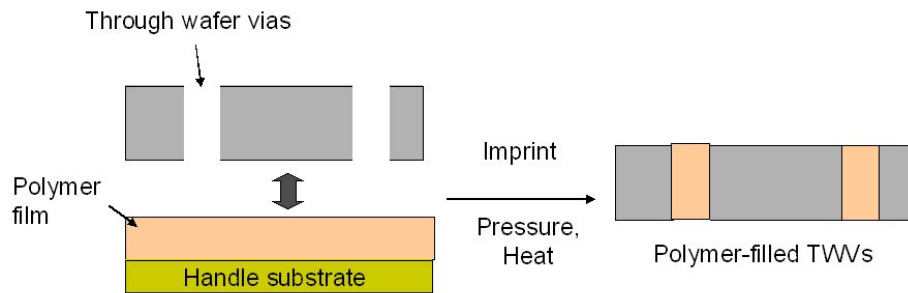 Through wafer vias
Polymer
film
Handle substrate
Imprint
Pressure,
Heat
Polymer-filled TWVs